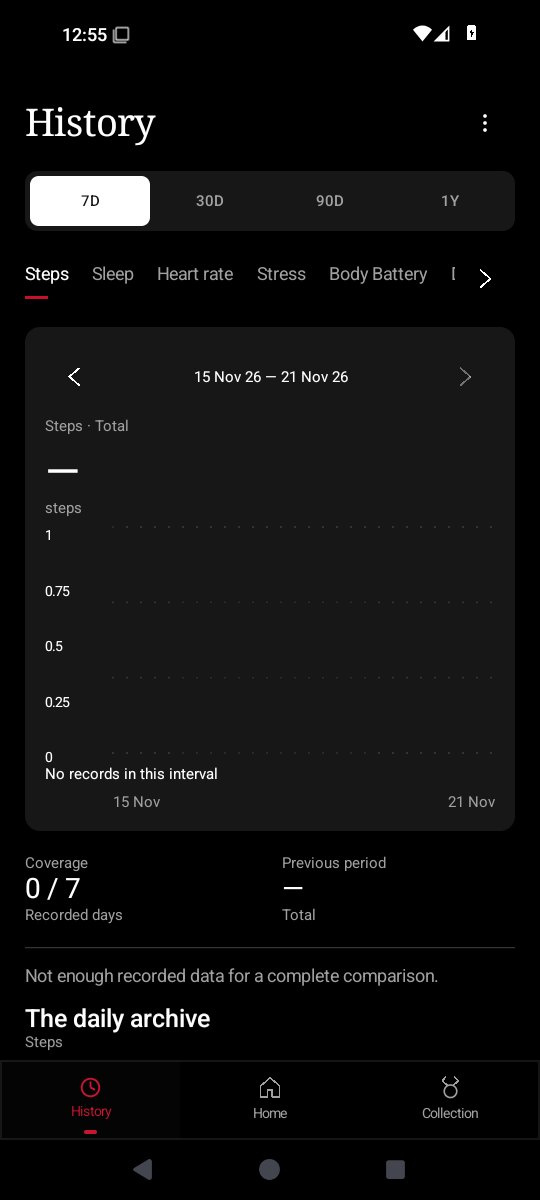 12:55
History
7D 30D 90D 1Y
Steps Sleep Heart rate Stress Body Battery
15 Nov 26 — 21 Nov 26
Steps · Total
—
steps
1
0.75
0.5
0.25
0
No records in this interval
15 Nov 21 Nov
Coverage Previous period
0 / 7 —
Recorded days Total
Not enough recorded data for a complete comparison.
The daily archive
Steps
History Home Collection